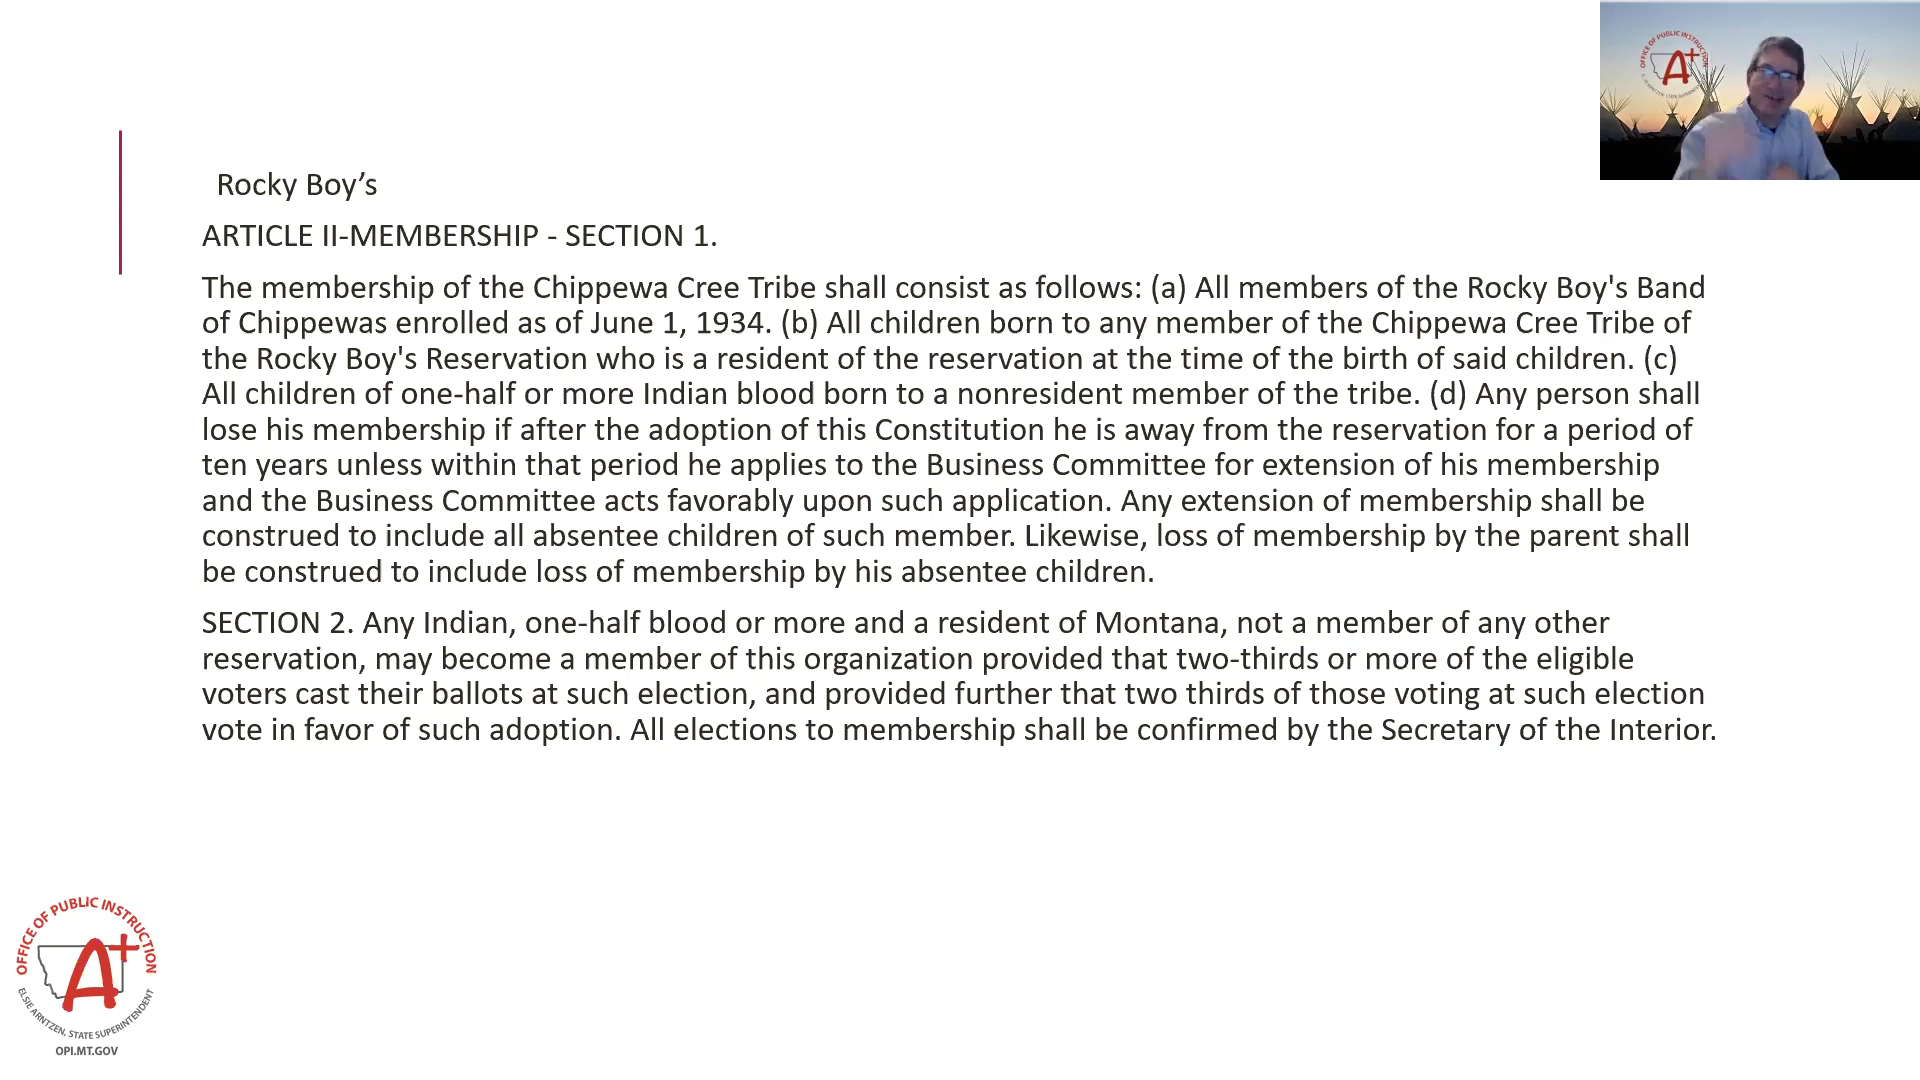 OFFICE OF PUBLIC INSTRUCTION
A+
Rocky Boy’s
ARTICLE II-MEMBERSHIP - SECTION 1.
The membership of the Chippewa Cree Tribe shall consist as follows: (a) All members of the Rocky Boy's Band
of Chippewas enrolled as of June 1, 1934. (b) All children born to any member of the Chippewa Cree Tribe of
the Rocky Boy's Reservation who is a resident of the reservation at the time of the birth of said children. (c)
All children of one-half or more Indian blood born to a nonresident member of the tribe. (d) Any person shall
lose his membership if after the adoption of this Constitution he is away from the reservation for a period of
ten years unless within that period he applies to the Business Committee for extension of his membership
and the Business Committee acts favorably upon such application. Any extension of membership shall be
construed to include all absentee children of such member. Likewise, loss of membership by the parent shall
be construed to include loss of membership by his absentee children.
SECTION 2. Any Indian, one-half blood or more and a resident of Montana, not a member of any other
reservation, may become a member of this organization provided that two-thirds or more of the eligible
voters cast their ballots at such election, and provided further that two thirds of those voting at such election
vote in favor of such adoption. All elections to membership shall be confirmed by the Secretary of the Interior.
OFFICE OF PUBLIC INSTRUCTION
A+
ELSIE ARNTZEN, STATE SUPERINTENDENT
OPI.MT.GOV